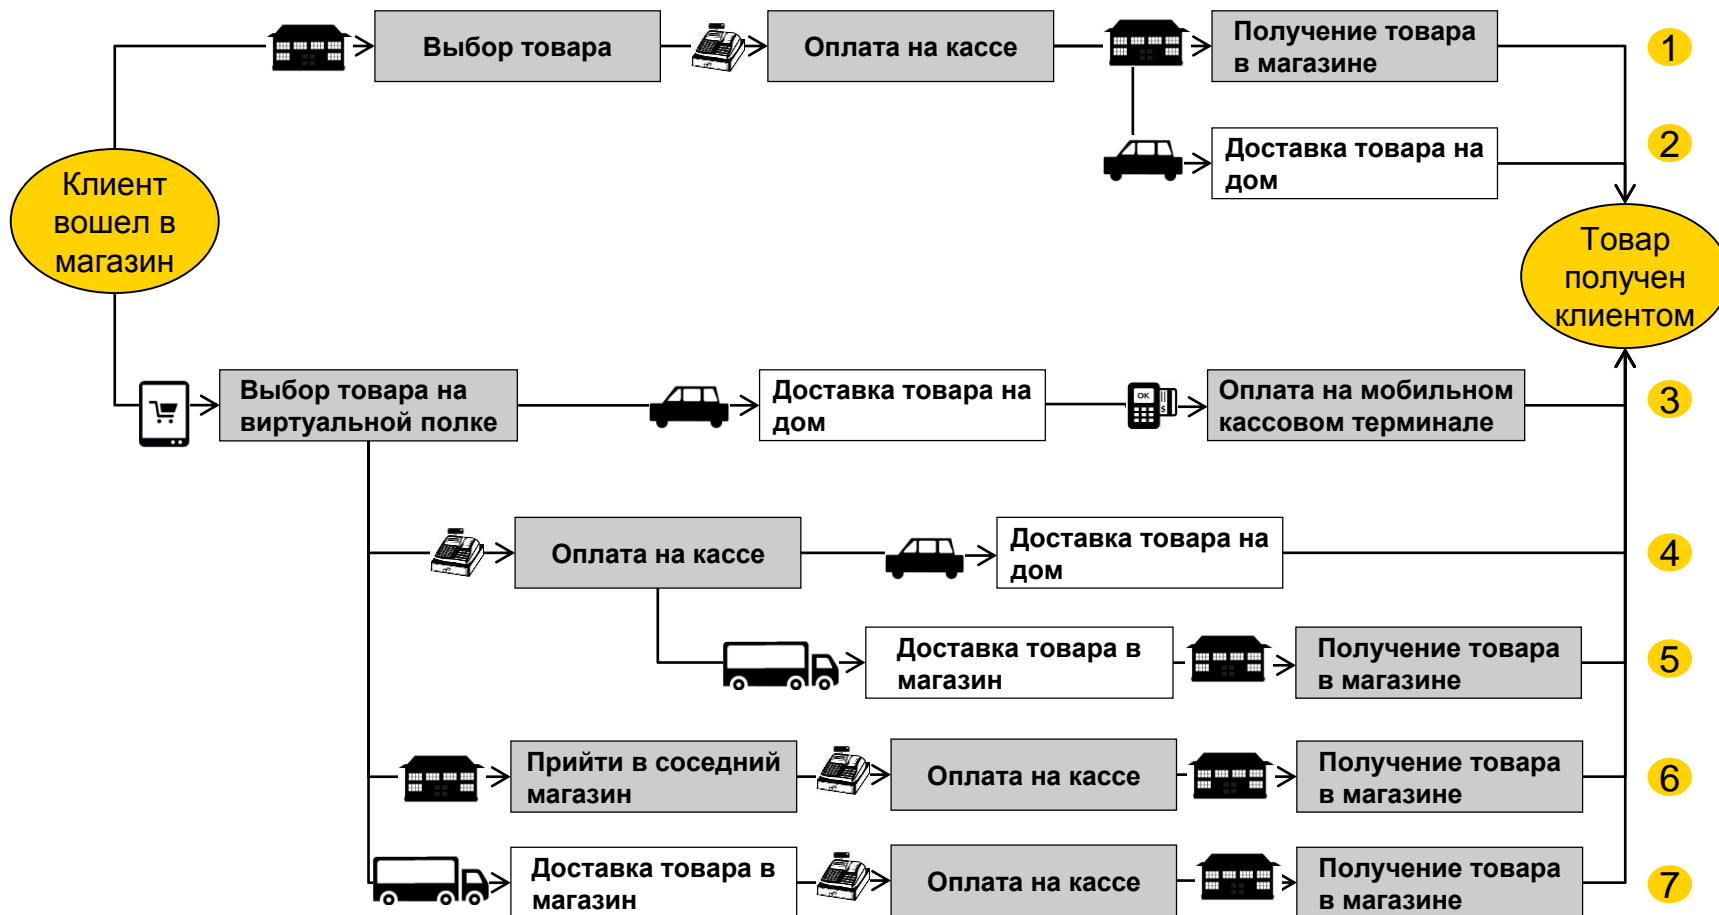 Выбор товара
Оплата на кассе
Получение товара
в магазине
1
Доставка товара на
дом
2
Клиент
вошел в
магазин
Товар
получен
клиентом
Выбор товара на
виртуальной полке
Доставка товара на
дом
OK
$
Оплата на мобильном
кассовом терминале
3
Оплата на кассе
Доставка товара на
дом
4
Доставка товара в
магазин
Получение товара
в магазине
5
Прийти в соседний
магазин
Оплата на кассе
Получение товара
в магазине
6
Доставка товара в
магазин
Оплата на кассе
Получение товара
в магазине
7